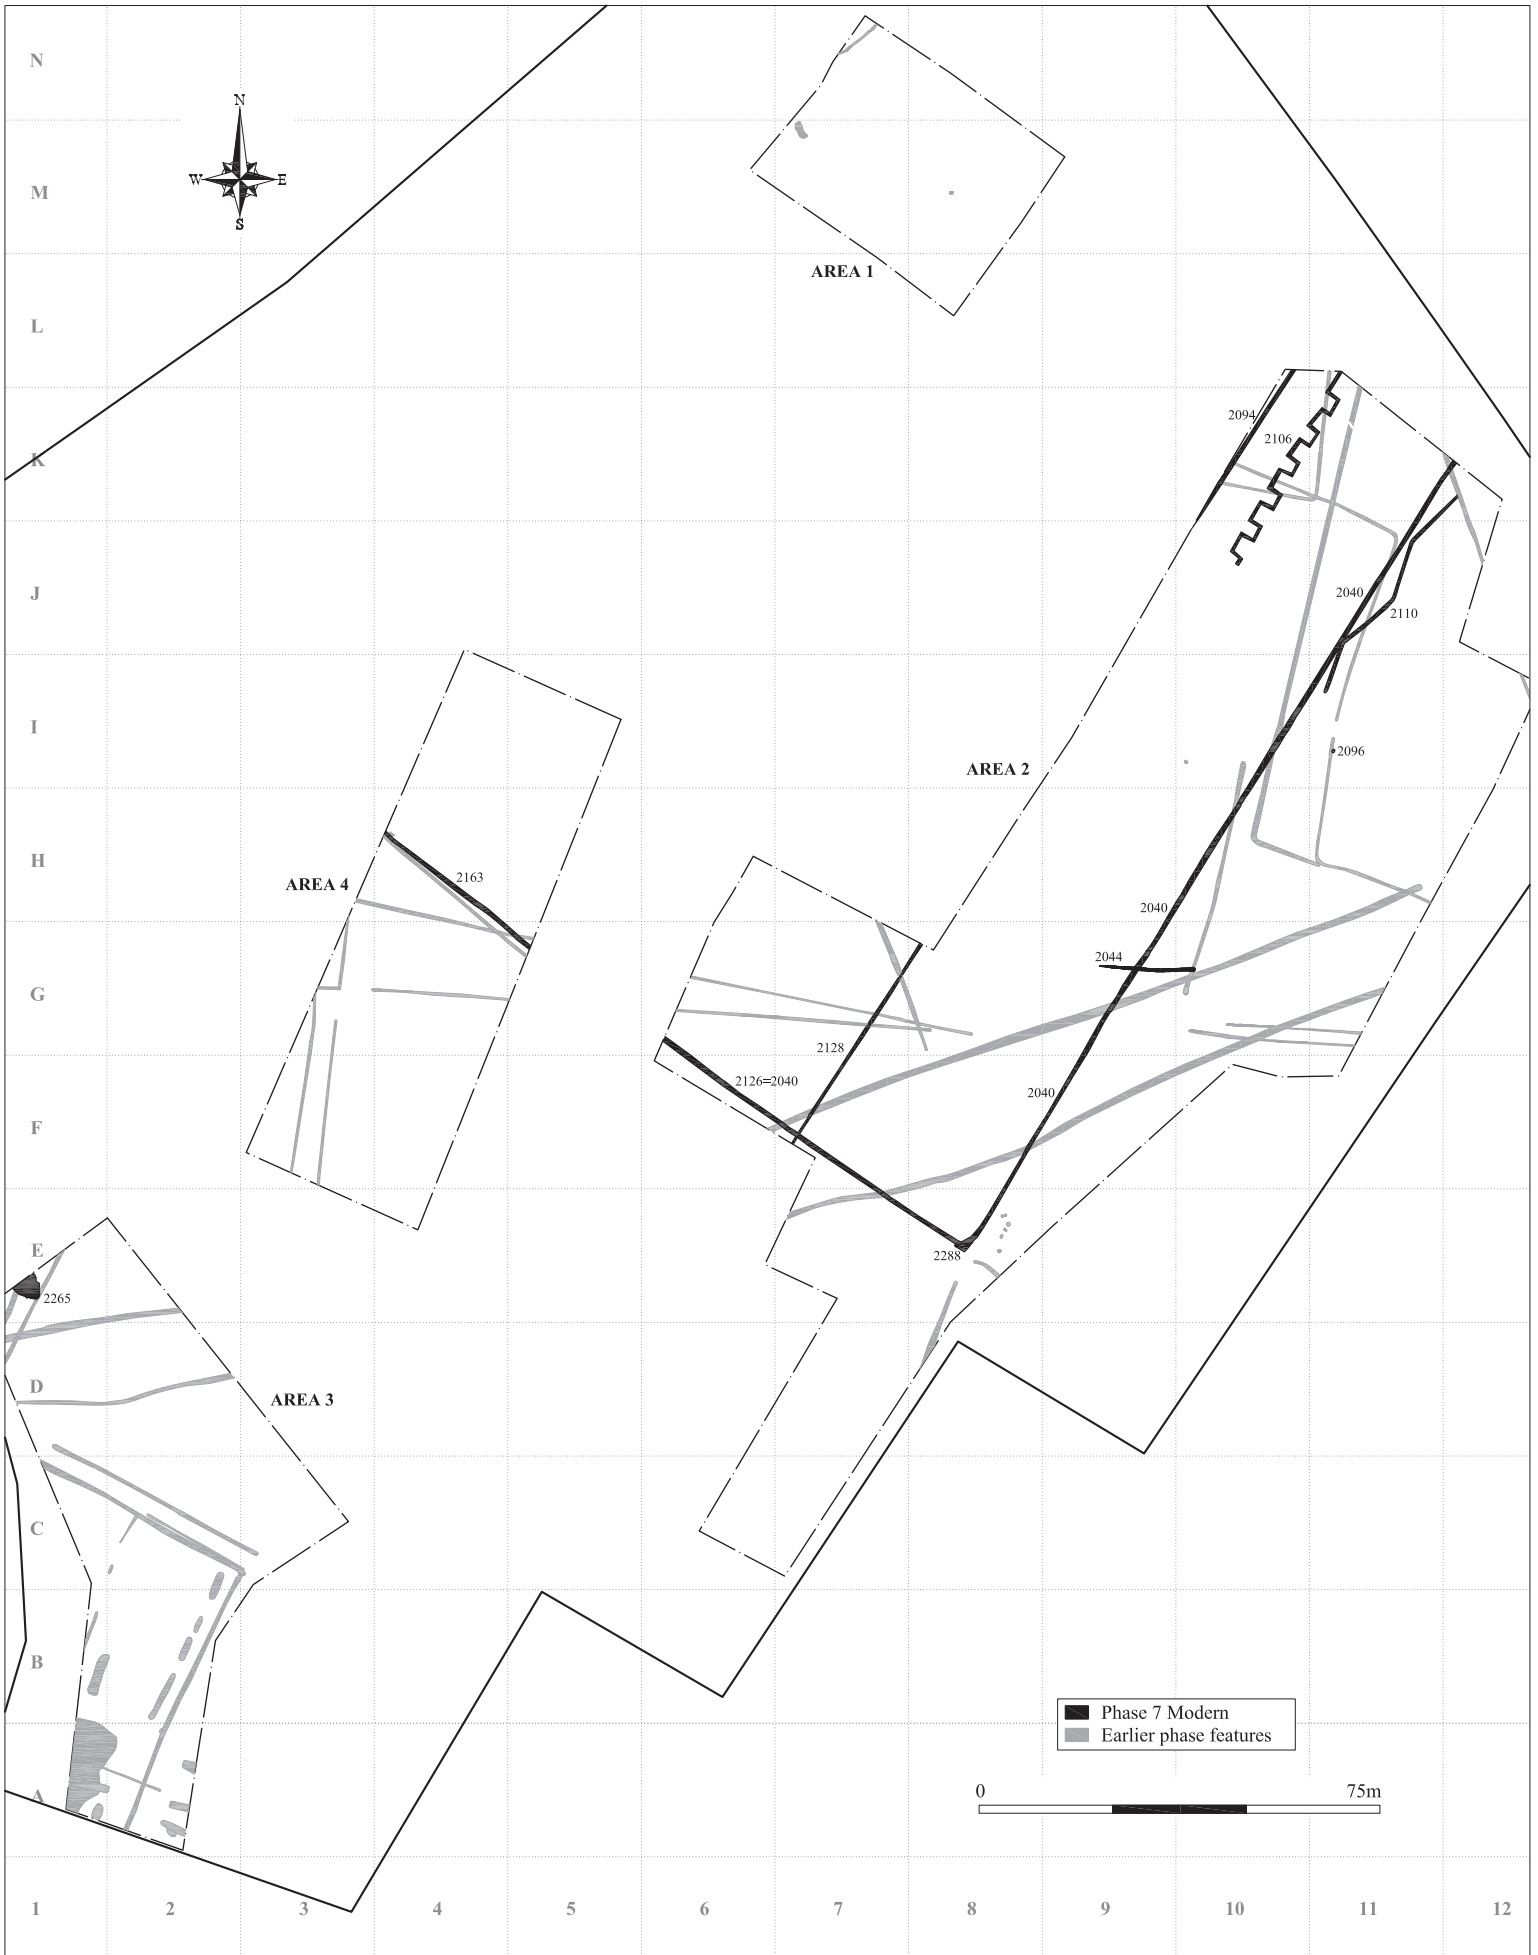 N
N
W E
S
M
AREA 1
L
2094
2106
K
J
2040
2110
I
2096
AREA 2
H
2163
AREA 4
2040
2044
G
2128
2126=2040
2040
F
E
2288
2265
D
AREA 3
C
B
Phase 7 Modern
Earlier phase features
A
0 75m
1 2 3 4 5 6 7 8 9 10 11 12